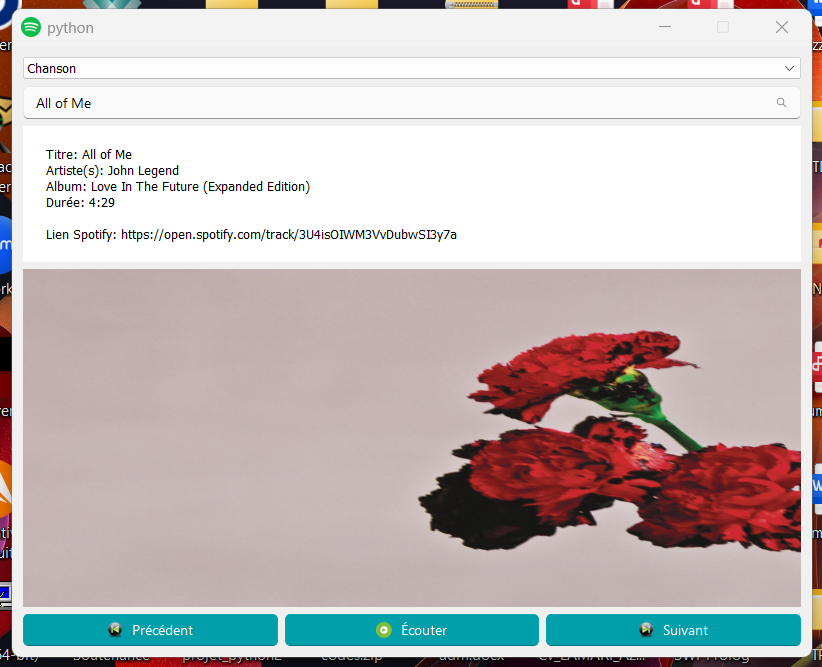 python
Chanson
All of Me
Titre: All of Me
Artiste(s): John Legend
Album: Love In The Future (Expanded Edition)
Durée: 4:29
Lien Spotify: https://open.spotify.com/track/3U4isOIWM3VvDubwSI3y7a
Précédent
Écouter
Suivant